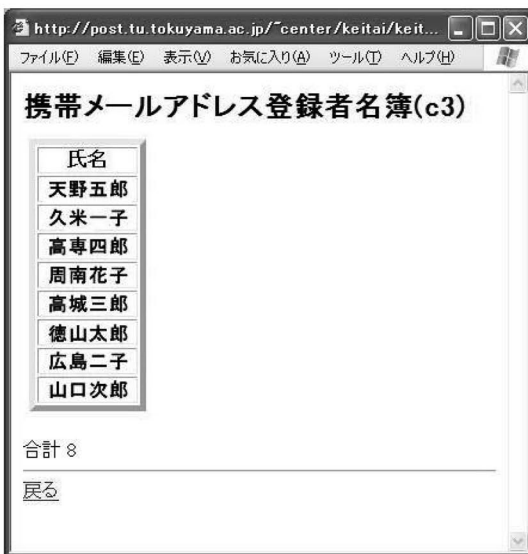 http://post.tu.tokuyama.ac.jp/~center/keitai/keit...
ファイル(F) 編集(E) 表示(V) お気に入り(A) ツール(T) ヘルプ(H)
携帯メールアドレス登録者名簿(c3)
氏名
天野五郎
久米一子
高専四郎
周南花子
高城三郎
徳山太郎
広島二子
山口次郎
合計 8
戻る